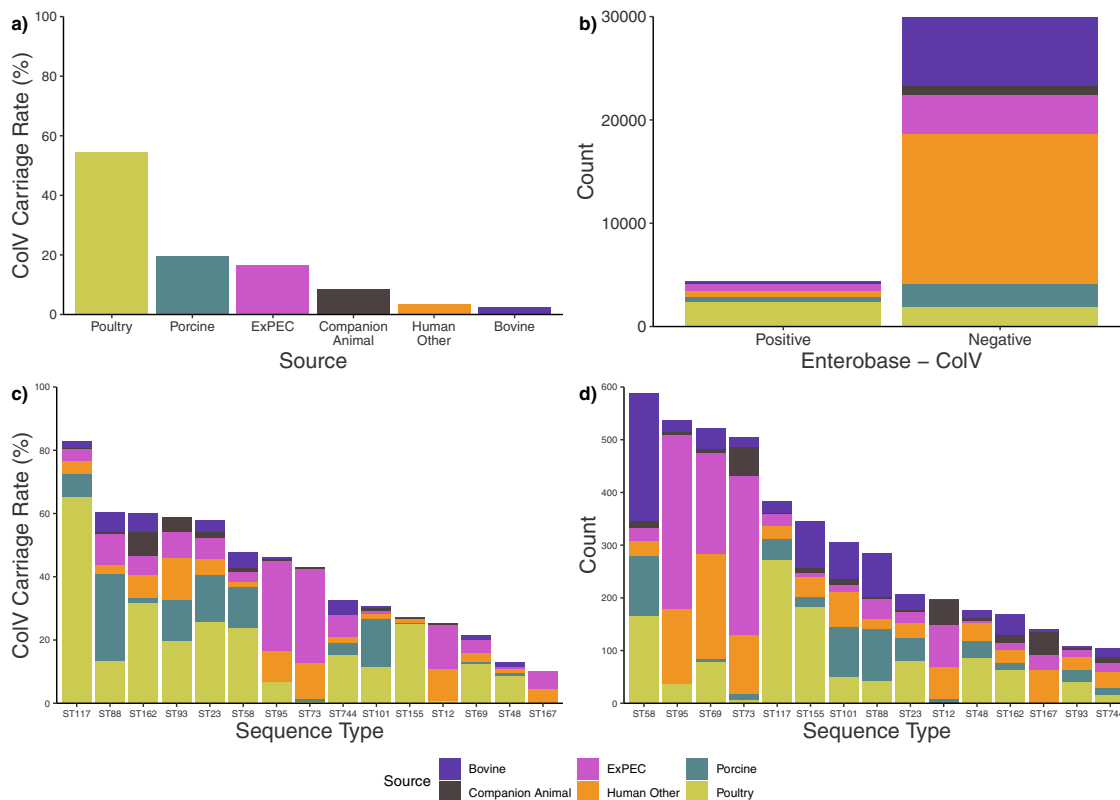 a)
ColV Carriage Rate (%)
100
80
60
40
20
0
Poultry
Porcine
ExPEC
Companion
Animal
Human
Other
Bovine
Source
b)
Count
30000
20000
10000
0
Positive
Negative
Enterobase − ColV
c)
ColV Carriage Rate (%)
100
80
60
40
20
0
ST117 ST88 ST162 ST93 ST23 ST58 ST95 ST73 ST744 ST101 ST155 ST12 ST69 ST48 ST167
Sequence Type
d)
Count
600
500
400
300
200
100
0
ST58 ST95 ST69 ST73 ST117 ST155 ST101 ST88 ST23 ST12 ST48 ST162 ST167 ST93 ST744
Sequence Type
Source
Bovine
Companion Animal
ExPEC
Human Other
Porcine
Poultry